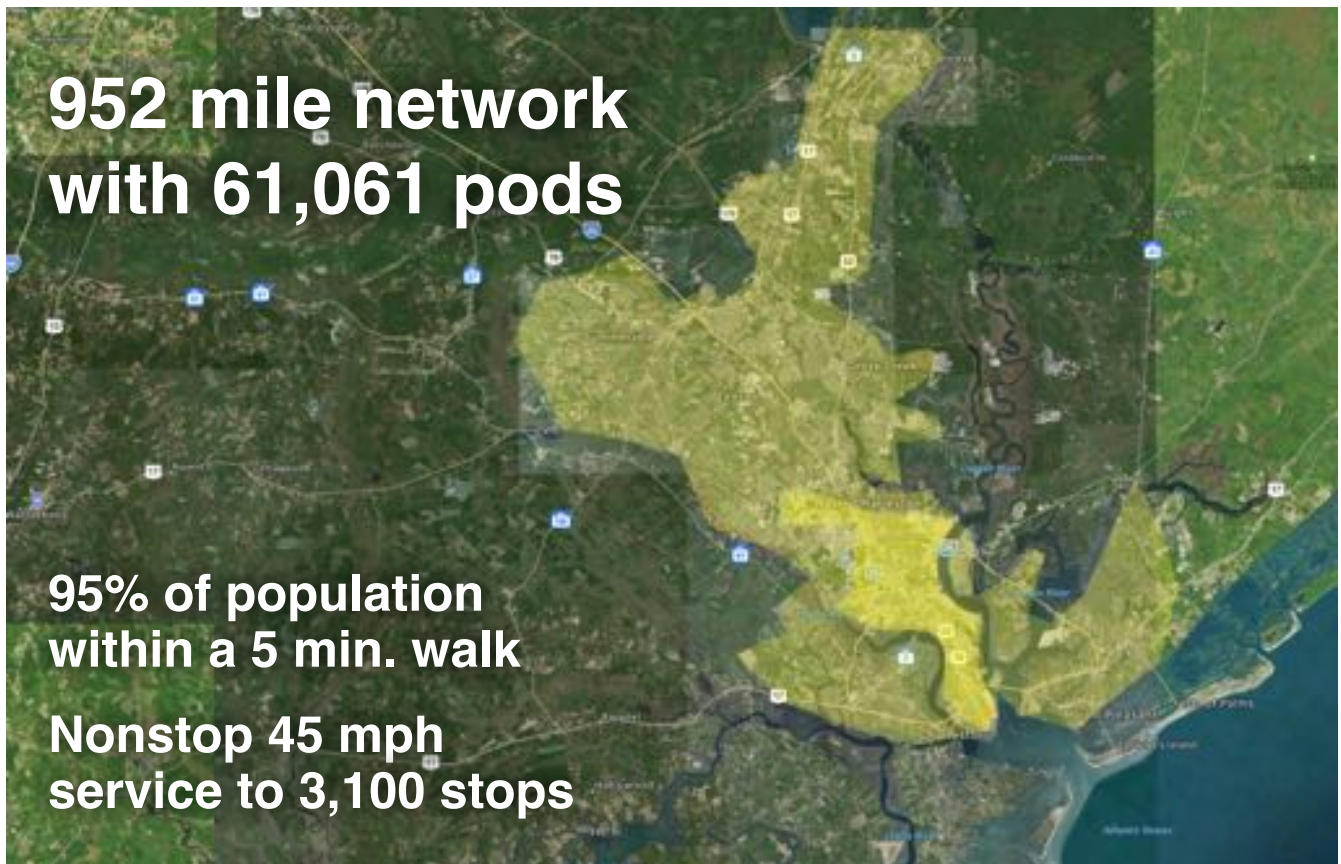 952 mile network
with 61,061 pods
95% of population
within a 5 min. walk
Nonstop 45 mph
service to 3,100 stops